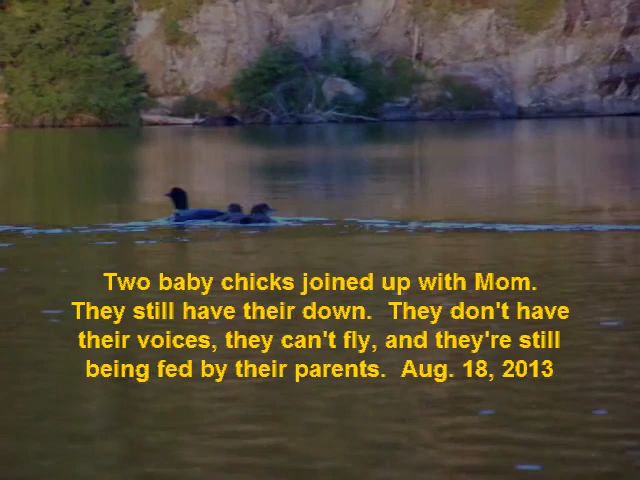 Two baby chicks joined up with Mom.
They still have their down.  They don't have
their voices, they can't fly, and they're still
being fed by their parents.  Aug. 18, 2013